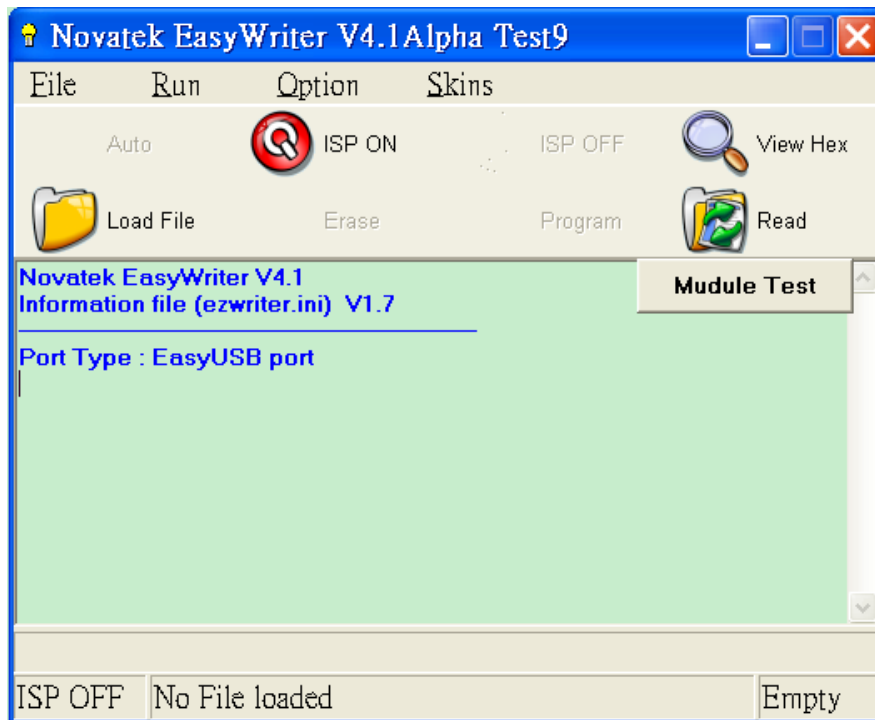 Novatek EasyWriter V4.1Alpha Test9
File Run Option Skins
Auto ISP ON ISP OFF View Hex
Load File Erase Program Read
Mudule Test
Novatek EasyWriter V4.1
Information file (ezwriter.ini) V1.7
Port Type : EasyUSB port
ISP OFF No File loaded Empty